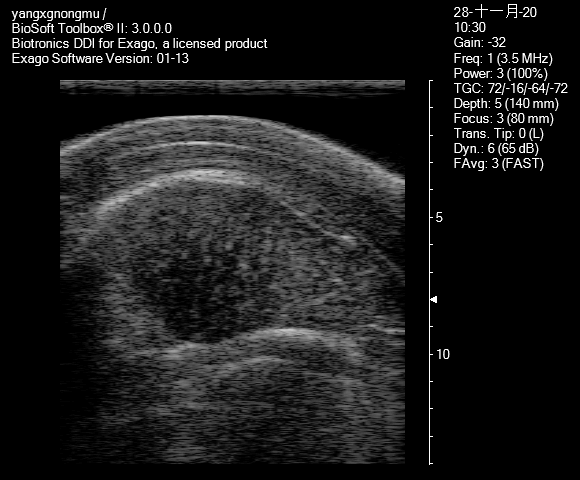 yangxgnongmu /
BioSoft Toolbox® II: 3.0.0.0
Biotronics DDI for Exago, a licensed product
Exago Software Version: 01-13
28-十一月-20
10:30
Gain: -32
Freq: 1 (3.5 MHz)
Power: 3 (100%)
TGC: 72/-16/-64/-72
Depth: 5 (140 mm)
Focus: 3 (80 mm)
Trans. Tip: 0 (L)
Dyn.: 6 (65 dB)
FAvg: 3 (FAST)
5
10